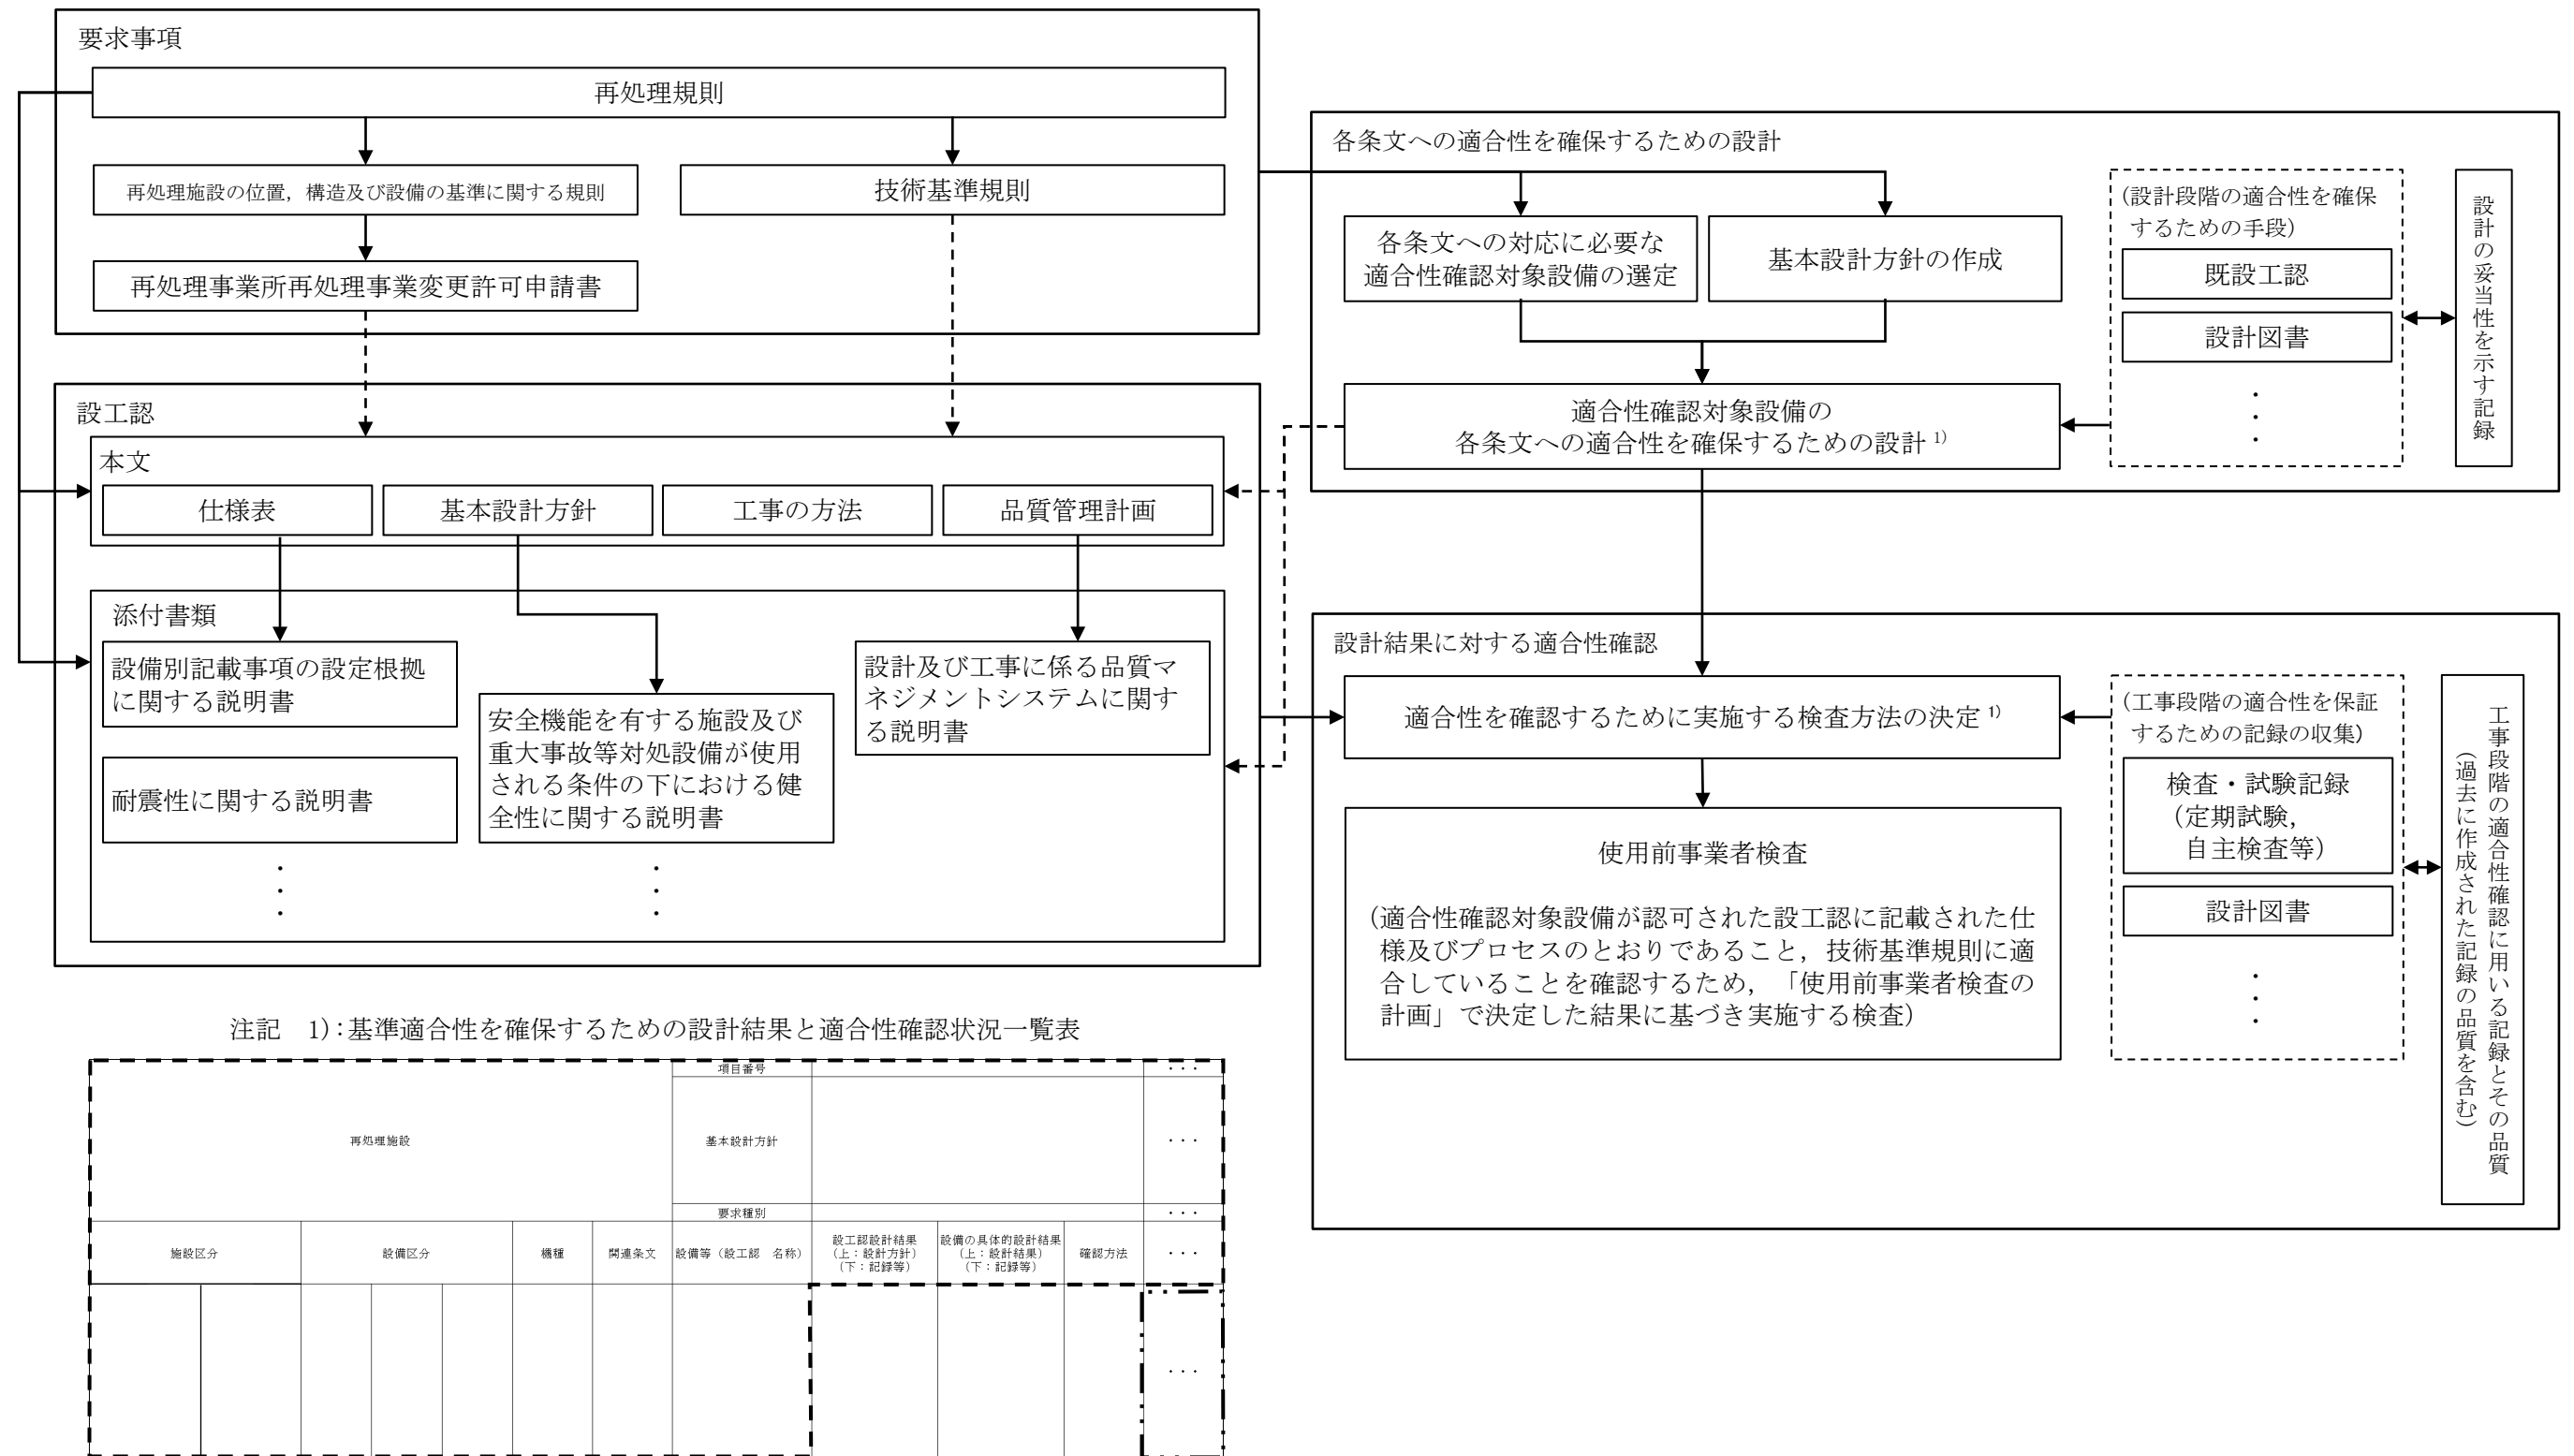 要求事項
再処理規則
再処理施設の位置，構造及び設備の基準に関する規則
技術基準規則
再処理事業所再処理事業変更許可申請書
設工認
本文
仕様表
基本設計方針
工事の方法
品質管理計画
添付書類
設備別記載事項の設定根拠
に関する説明書
耐震性に関する説明書
・
・
・
安全機能を有する施設及び
重大事故等対処設備が使用
される条件の下における健
全性に関する説明書
・
・
・
設計及び工事に係る品質マ
ネジメントシステムに関す
る説明書
各条文への適合性を確保するための設計
各条文への対応に必要な
適合性確認対象設備の選定
基本設計方針の作成
適合性確認対象設備の
各条文への適合性を確保するための設計 1)
（設計段階の適合性を確保
するための手段）
既設工認
設計図書
・
・
・
設計の妥当性を示す記録
設計結果に対する適合性確認
適合性を確認するために実施する検査方法の決定 1)
使用前事業者検査
（適合性確認対象設備が認可された設工認に記載された仕
様及びプロセスのとおりであること，技術基準規則に適
合していることを確認するため，「使用前事業者検査の
計画」で決定した結果に基づき実施する検査）
（工事段階の適合性を保証
するための記録の収集）
検査・試験記録
（定期試験，
自主検査等）
設計図書
・
・
・
工事段階の適合性確認に用いる記録とその品質
（過去に作成された記録の品質を含む）
注記　1)：基準適合性を確保するための設計結果と適合性確認状況一覧表
再処理施設
項目番号
・・・
基本設計方針
・・・
要求種別
・・・
施設区分
設備区分
機種
関連条文
設備等（設工認　名称）
設工認設計結果
（上：設計方針）
（下：記録等）
設備の具体的設計結果
（上：設計結果）
（下：記録等）
確認方法
・・・
・・・